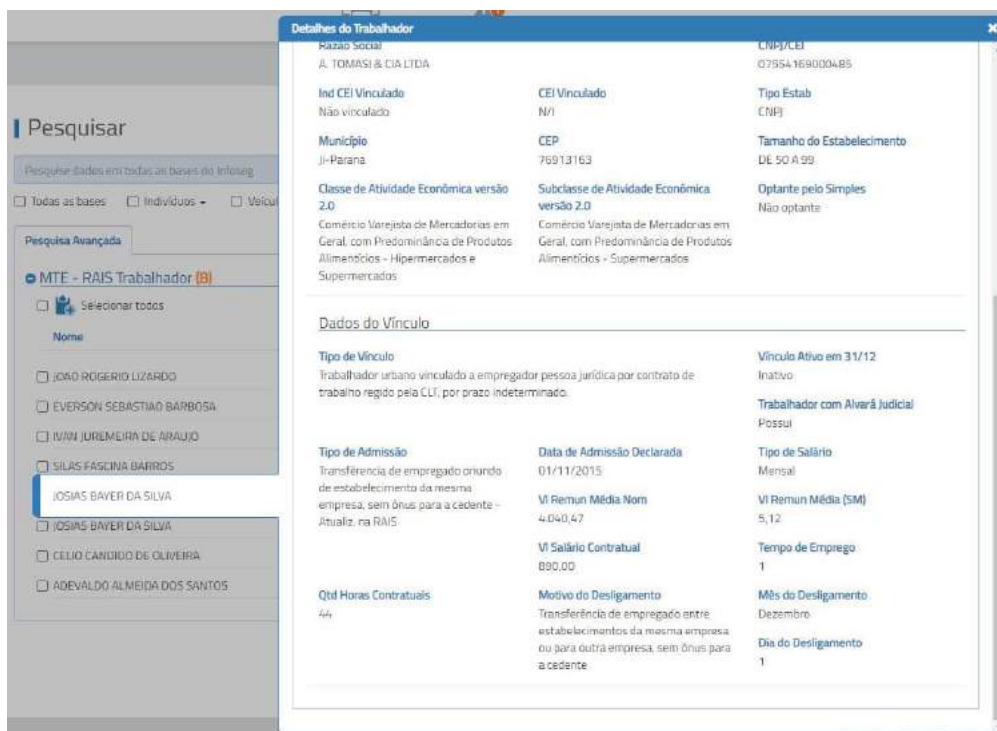 Detalhes do Trabalhador
Razão Social
CNPJ/CEI
A. TOMASI & CIA LTDA
07554169000485
Ind CEI Vinculado
CEI Vinculado
Tipo Estab
Não vinculado
N/I
CNPJ
Município
CEP
Tamanho do Estabelecimento
Ji-Parana
76913163
DE 50 A 99
Classe de Atividade Econômica versão
2.0
Subclasse de Atividade Econômica
versão 2.0
Optante pelo Simples
Não optante
Comércio Varejista de Mercadorias em
Geral, com Predominância de Produtos
Alimentícios - Hipermercados e
Supermercados
Comércio Varejista de Mercadorias em
Geral, com Predominância de Produtos
Alimentícios - Supermercados
Dados do Vínculo
Tipo de Vínculo
Trabalhador urbano vinculado a empregador pessoa jurídica por contrato de
trabalho regido pela CLT, por prazo indeterminado.
Vínculo Ativo em 31/12
Inativo
Trabalhador com Alvará Judicial
Possui
Tipo de Admissão
Transferência de empregado oriundo
de estabelecimento da mesma
empresa, sem ônus para a cedente -
Atualiz. na RAIS
Data de Admissão Declarada
01/11/2015
Tipo de Salário
Mensal
Vl Remun Média Nom
4.040,47
Vl Remun Média (SM)
5,12
Vl Salário Contratual
890,00
Tempo de Emprego
1
Qtd Horas Contratuais
44
Motivo do Desligamento
Transferência de empregado entre
estabelecimentos da mesma empresa
ou para outra empresa, sem ônus para
a cedente
Mês do Desligamento
Dezembro
Dia do Desligamento
1
Pesquisar
Pesquise dados em todas as bases do Infoseg
Todas as bases
Indivíduos
Pesquisa Avançada
MTE - RAIS Trabalhador (8)
Selecionar todos
Nome
JOAO ROGERIO LIZARDO
EVERSON SEBASTIAO BARBOSA
IVAN JUREMEIRA DE ARAUJO
SILAS FASCINA BARROS
JOSIAS BAYER DA SILVA
JOSIAS BAYER DA SILVA
CELIO CANDIDO DE OLIVEIRA
ADEVALDO ALMEIDA DOS SANTOS